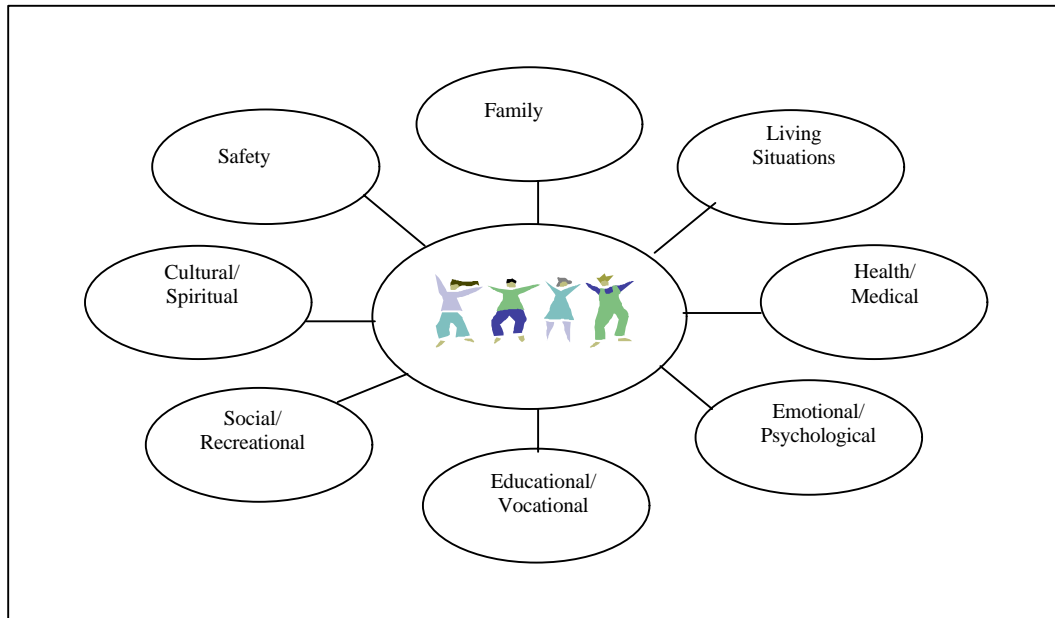 Family
Living
Situations
Safety
Cultural/
Spiritual
Health/
Medical
Social/
Recreational
Emotional/
Psychological
Educational/
Vocational